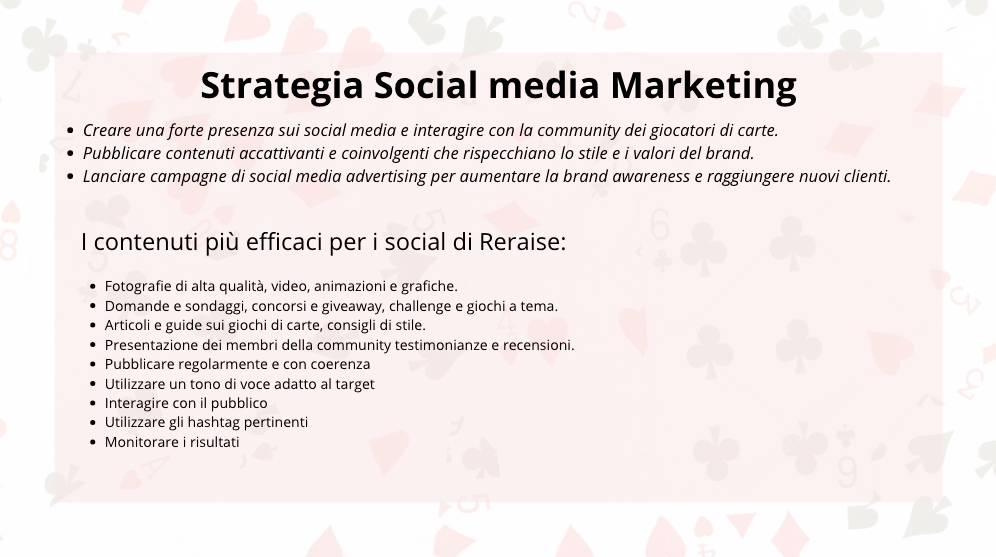 Strategia Social media Marketing
Creare una forte presenza sui social media e interagire con la community dei giocatori di carte.
Pubblicare contenuti accattivanti e coinvolgenti che rispecchiano lo stile e i valori del brand.
Lanciare campagne di social media advertising per aumentare la brand awareness e raggiungere nuovi clienti.
I contenuti più efficaci per i social di Reraise:
Fotografie di alta qualità, video, animazioni e grafiche.
Domande e sondaggi, concorsi e giveaway, challenge e giochi a tema.
Articoli e guide sui giochi di carte, consigli di stile.
Presentazione dei membri della community testimonianze e recensioni.
Pubblicare regolarmente e con coerenza
Utilizzare un tono di voce adatto al target
Interagire con il pubblico
Utilizzare gli hashtag pertinenti
Monitorare i risultati